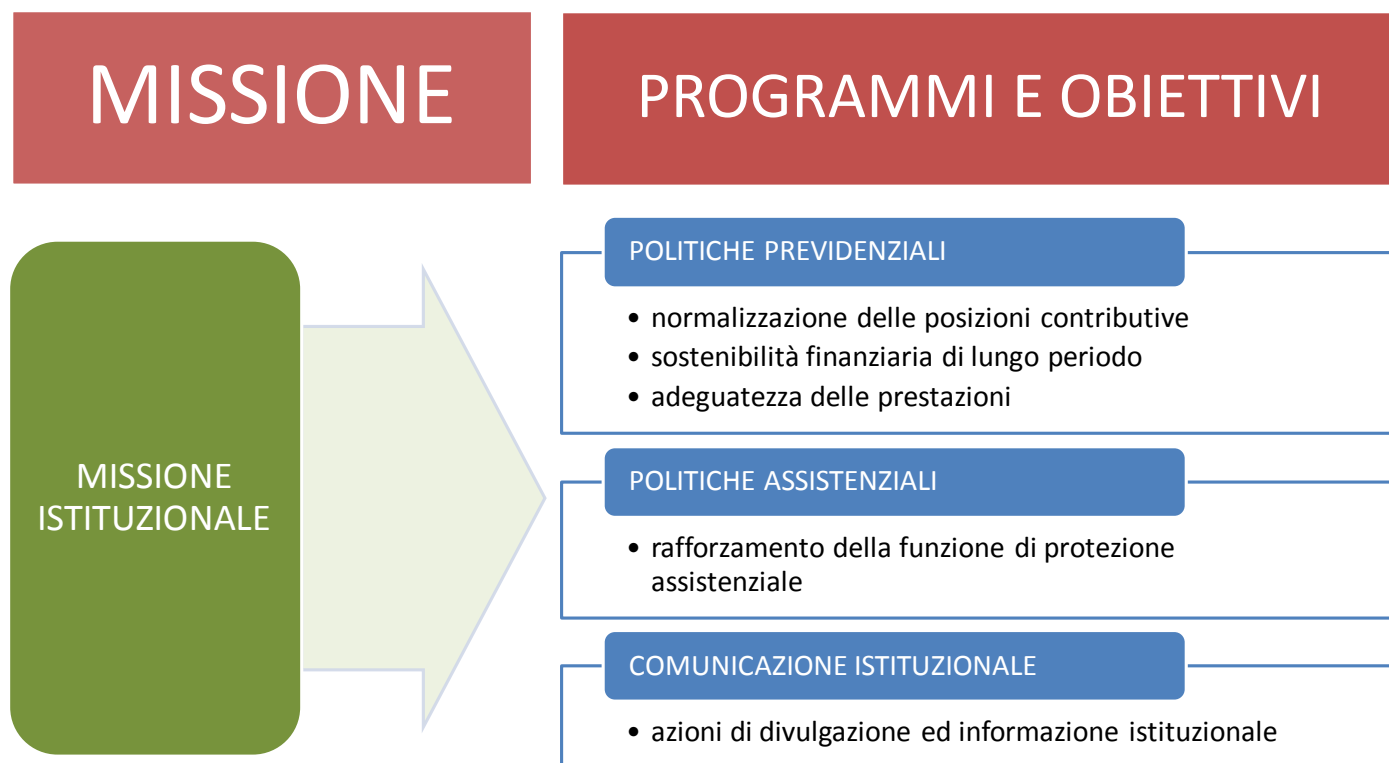 MISSIONE
PROGRAMMI E OBIETTIVI
MISSIONE
ISTITUZIONALE
POLITICHE PREVIDENZIALI
• normalizzazione delle posizioni contributive
• sostenibilità finanziaria di lungo periodo
• adeguatezza delle prestazioni
POLITICHE ASSISTENZIALI
• rafforzamento della funzione di protezione
assistenziale
COMUNICAZIONE ISTITUZIONALE
• azioni di divulgazione ed informazione istituzionale